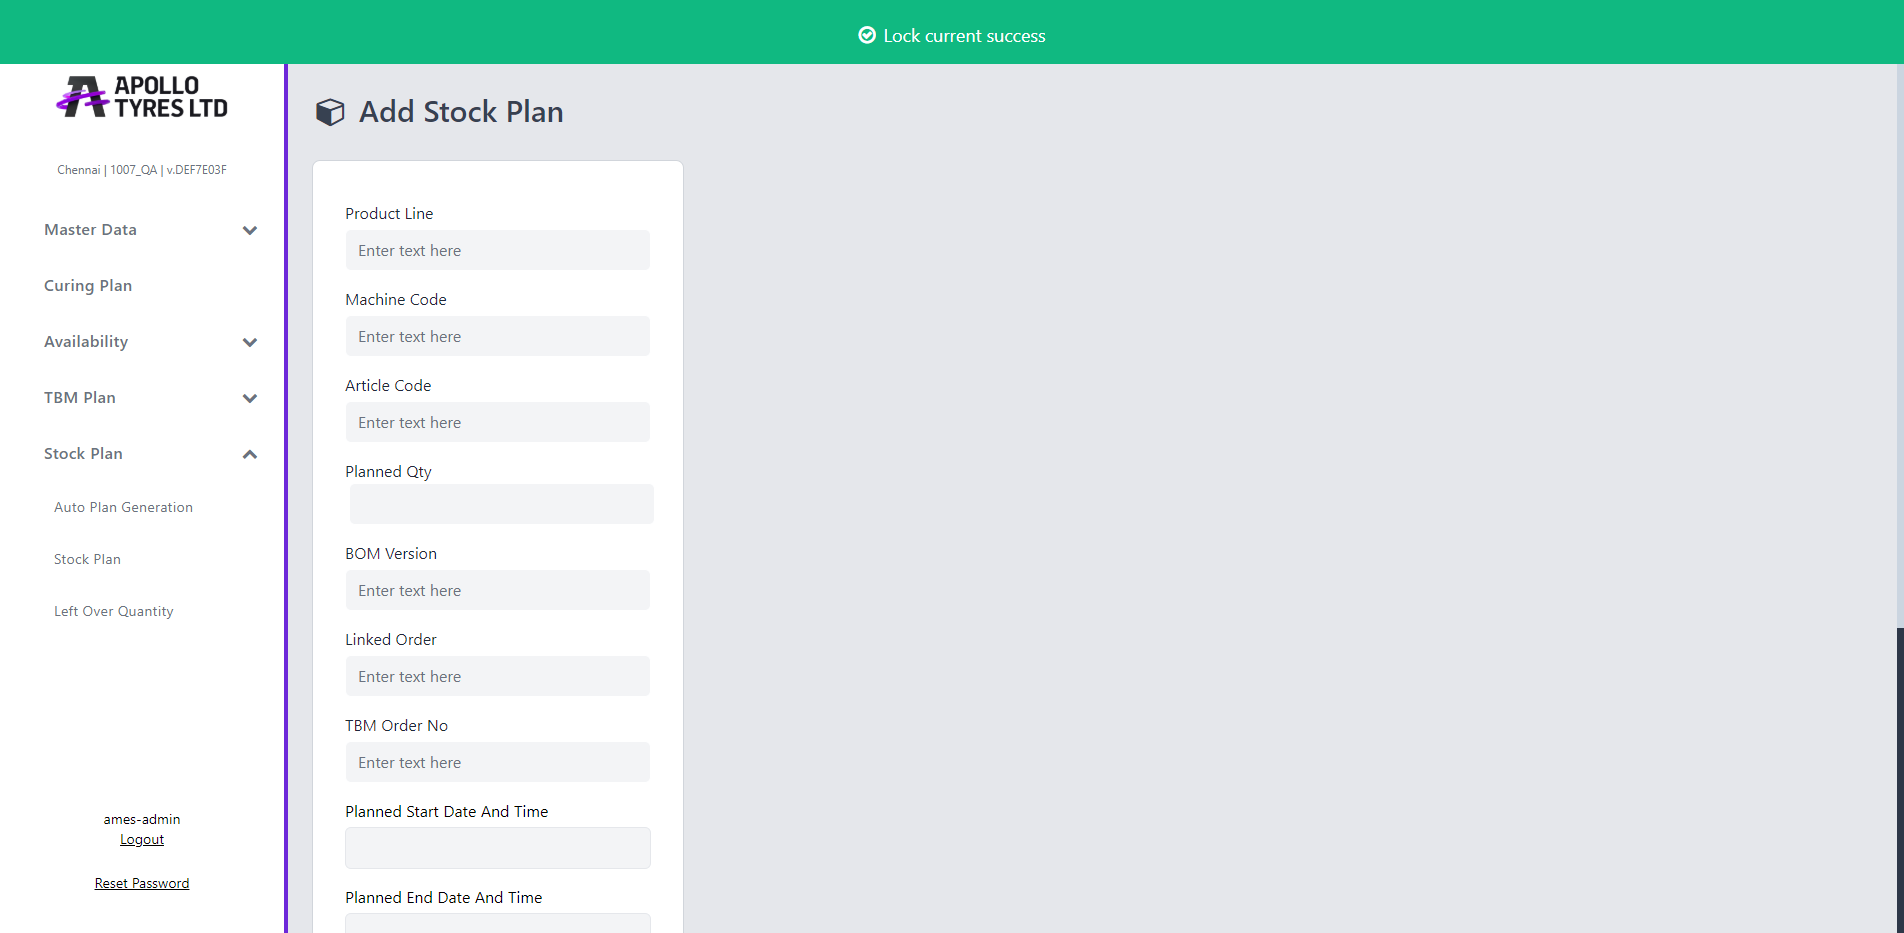 Lock current success
APOLLO
TYRES LTD
Chennai | 1007_QA | v.DEF7E03F
Master Data
Curing Plan
Availability
TBM Plan
Stock Plan
Auto Plan Generation
Stock Plan
Left Over Quantity
ames-admin
Logout
Reset Password
Add Stock Plan
Product Line
Enter text here
Machine Code
Enter text here
Article Code
Enter text here
Planned Qty
BOM Version
Enter text here
Linked Order
Enter text here
TBM Order No
Enter text here
Planned Start Date And Time
Planned End Date And Time